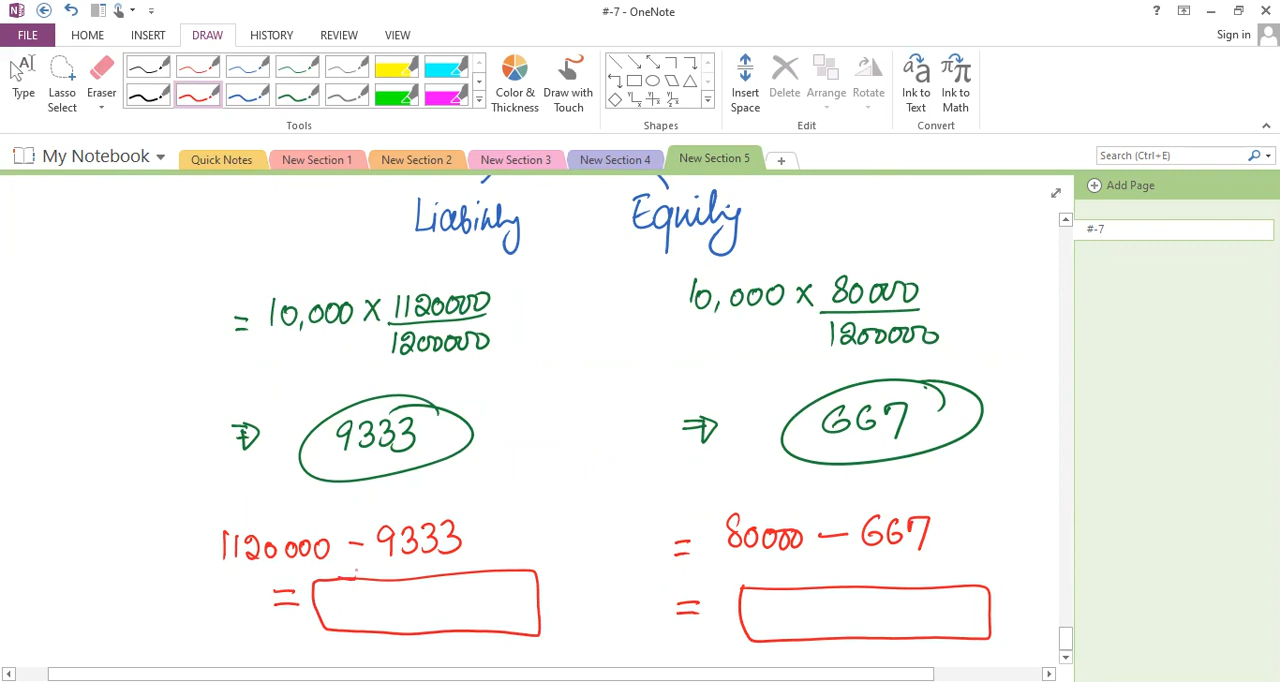 #-7 - OneNote
?
Sign in
FILE HOME INSERT DRAW HISTORY REVIEW VIEW
Type
Lasso Select
Eraser
Color & Thickness
Draw with Touch
Insert Space
Delete
Arrange
Rotate
Ink to Text
Ink to Math
Tools
Shapes
Edit
Convert
My Notebook
Quick Notes
New Section 1
New Section 2
New Section 3
New Section 4
New Section 5
Search (Ctrl+E)
Add Page
#-7
Liability Equity
= 10,000 × 1120000/1200000
10,000 × 80000/1200000
⇒ 9333
⇒ 667
1120000 - 9333
= 80000 - 667
=
=